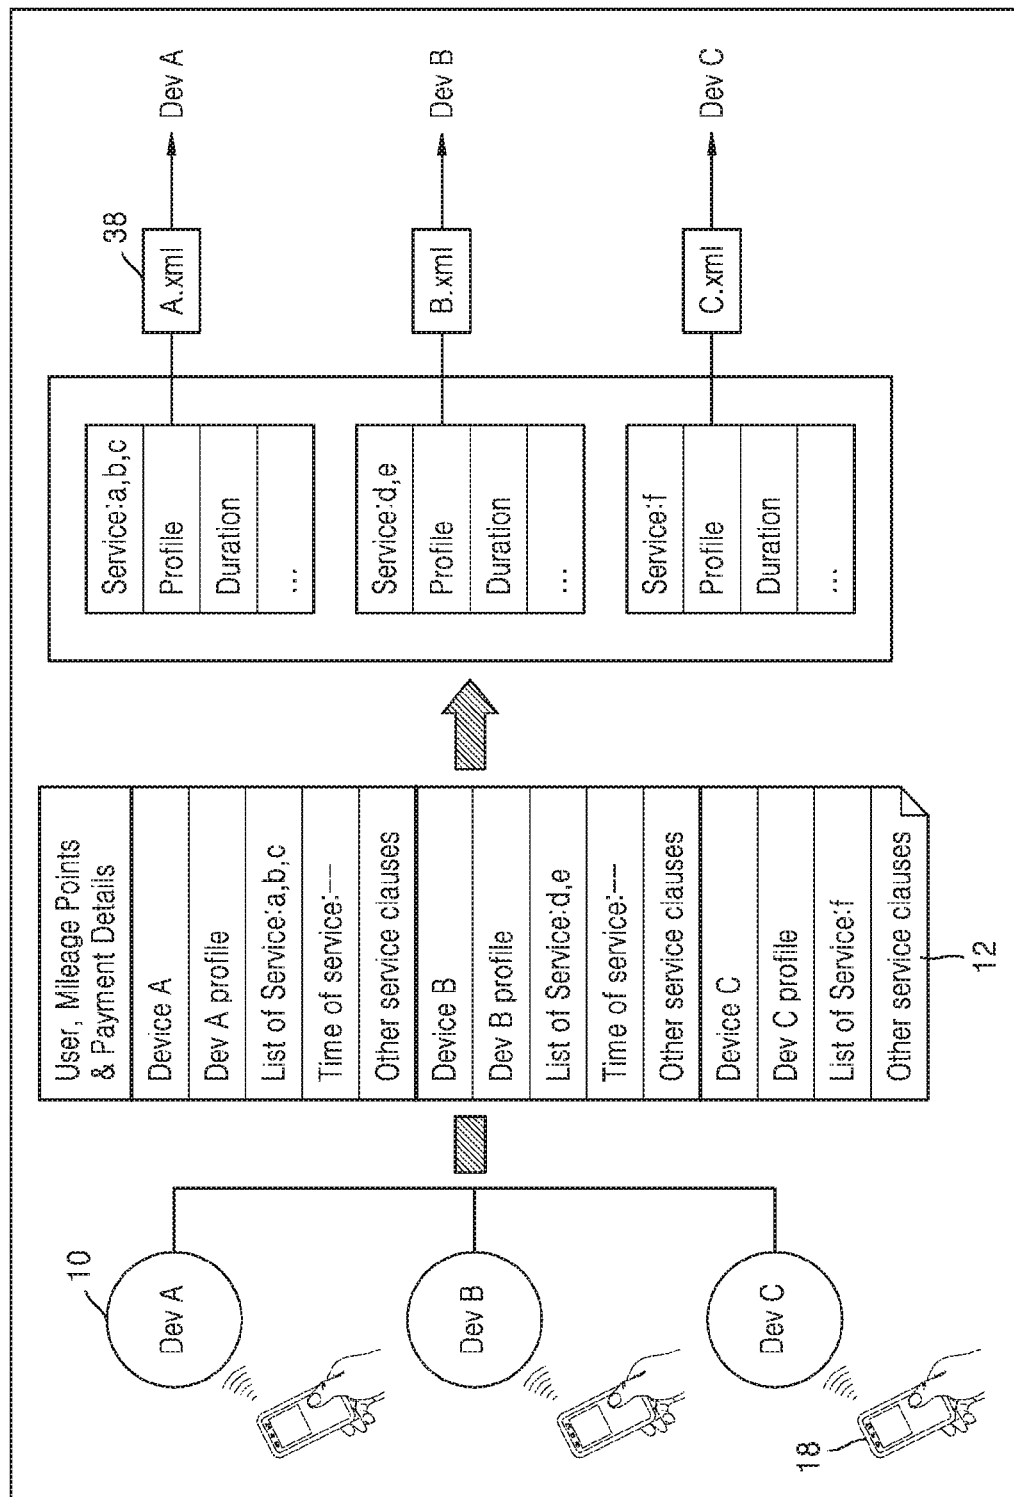 10
Dev A
Dev B
Dev C
18
User, Mileage Points
& Payment Details
Device A
Dev A profile
List of Service:a,b,c
Time of service:---
Other service clauses
Device B
Dev B profile
List of Service:d,e
Time of service:---
Other service clauses
Device C
Dev C profile
List of Service:f
Other service clauses
12
Service:a,b,c
Profile
Duration
...
Service:d,e
Profile
Duration
...
Service:f
Profile
Duration
...
38
A.xml
Dev A
B.xml
Dev B
C.xml
Dev C